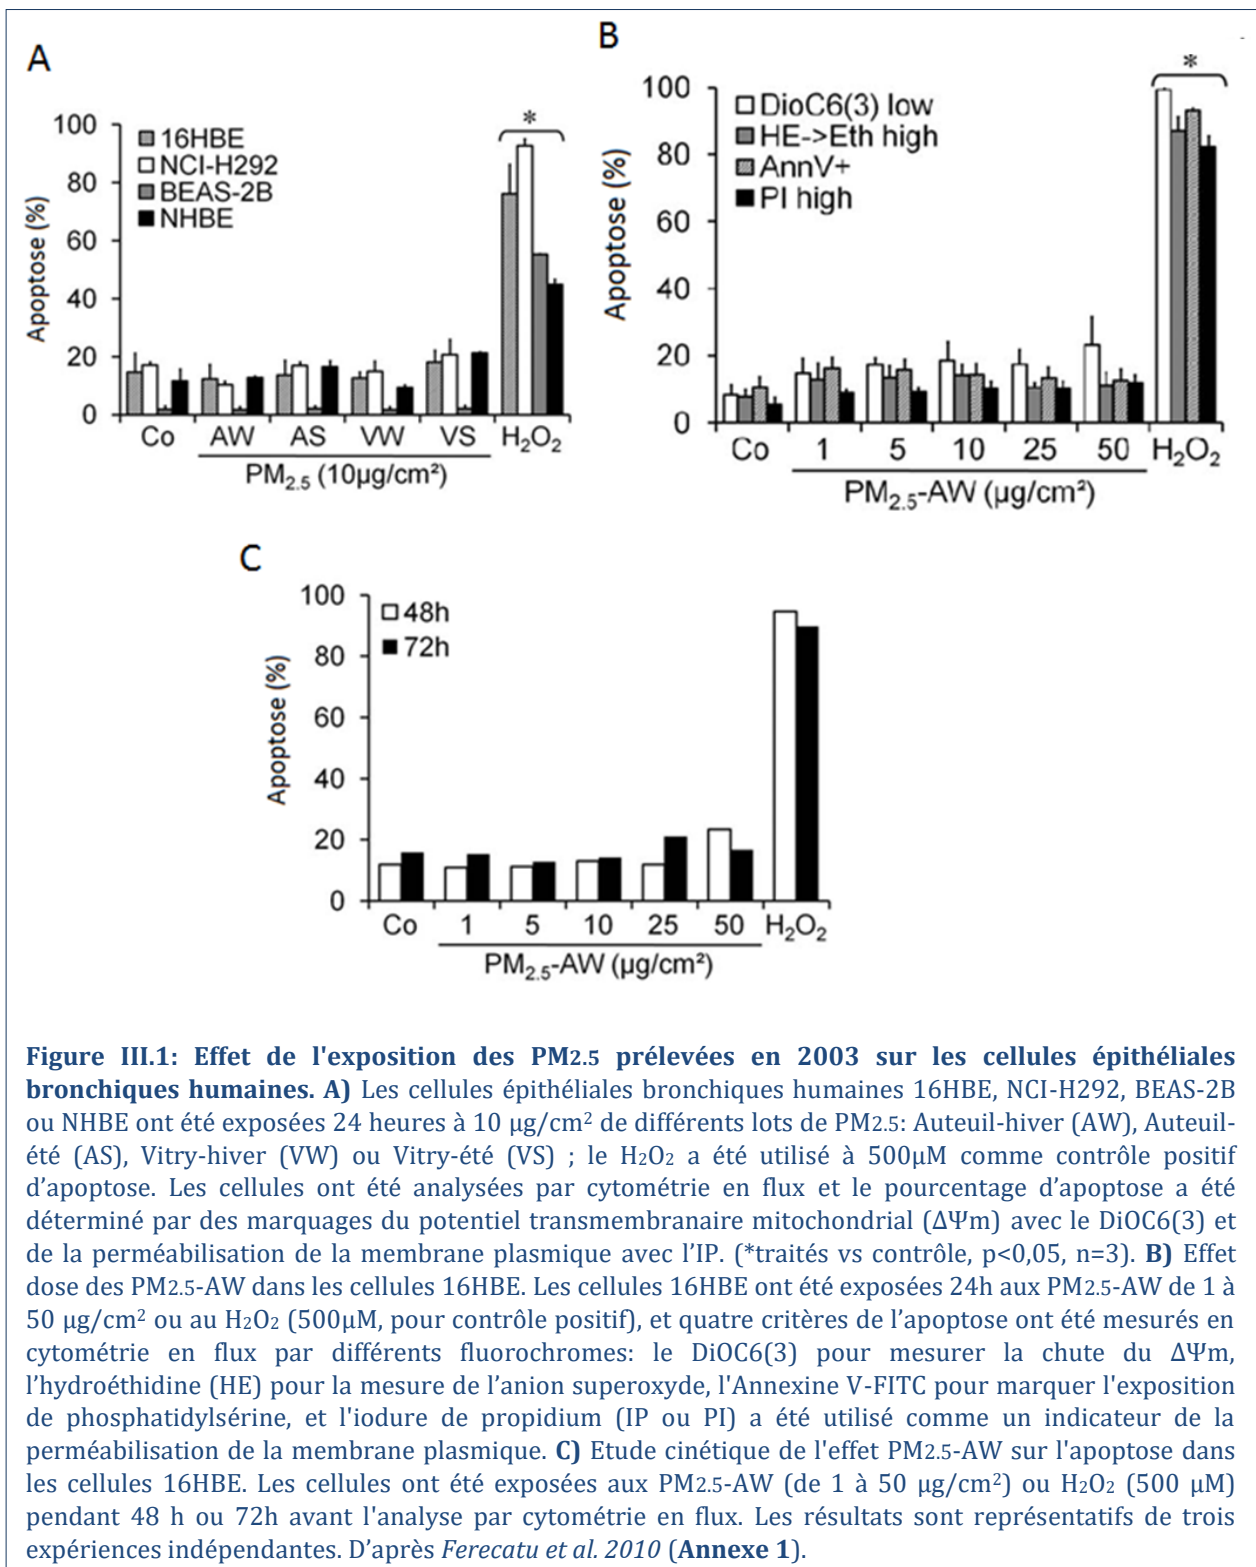 A
100
80
60
40
20
0
Apoptose (%)
16HBE
NCI-H292
BEAS-2B
NHBE
*
Co AW AS VW VS H₂O₂
PM₂.₅ (10µg/cm²)
B
100
80
60
40
20
0
Apoptose (%)
DioC6(3) low
HE->Eth high
AnnV+
PI high
*
Co 1 5 10 25 50 H₂O₂
PM₂.₅-AW (µg/cm²)
C
100
80
60
40
20
0
Apoptose (%)
48h
72h
Co 1 5 10 25 50 H₂O₂
PM₂.₅-AW (µg/cm²)
Figure III.1: Effet de l'exposition des PM2.5 prélevées en 2003 sur les cellules épithéliales
bronchiques humaines. A) Les cellules épithéliales bronchiques humaines 16HBE, NCI-H292, BEAS-2B
ou NHBE ont été exposées 24 heures à 10 µg/cm² de différents lots de PM2.5: Auteuil-hiver (AW), Auteuil-
été (AS), Vitry-hiver (VW) ou Vitry-été (VS) ; le H₂O₂ a été utilisé à 500µM comme contrôle positif
d’apoptose. Les cellules ont été analysées par cytométrie en flux et le pourcentage d’apoptose a été
déterminé par des marquages du potentiel transmembranaire mitochondrial (ΔΨm) avec le DiOC6(3) et
de la perméabilisation de la membrane plasmique avec l’IP. (*traités vs contrôle, p<0,05, n=3). B) Effet
dose des PM2.5-AW dans les cellules 16HBE. Les cellules 16HBE ont été exposées 24h aux PM2.5-AW de 1 à
50 µg/cm² ou au H₂O₂ (500µM, pour contrôle positif), et quatre critères de l’apoptose ont été mesurés en
cytométrie en flux par différents fluorochromes: le DiOC6(3) pour mesurer la chute du ΔΨm,
l’hydroéthidine (HE) pour la mesure de l’anion superoxyde, l'Annexine V-FITC pour marquer l'exposition
de phosphatidylsérine, et l'iodure de propidium (IP ou PI) a été utilisé comme un indicateur de la
perméabilisation de la membrane plasmique. C) Etude cinétique de l'effet PM2.5-AW sur l'apoptose dans
les cellules 16HBE. Les cellules ont été exposées aux PM2.5-AW (de 1 à 50 µg/cm²) ou H₂O₂ (500 µM)
pendant 48 h ou 72h avant l'analyse par cytométrie en flux. Les résultats sont représentatifs de trois
expériences indépendantes. D’après Ferecatu et al. 2010 (Annexe 1).